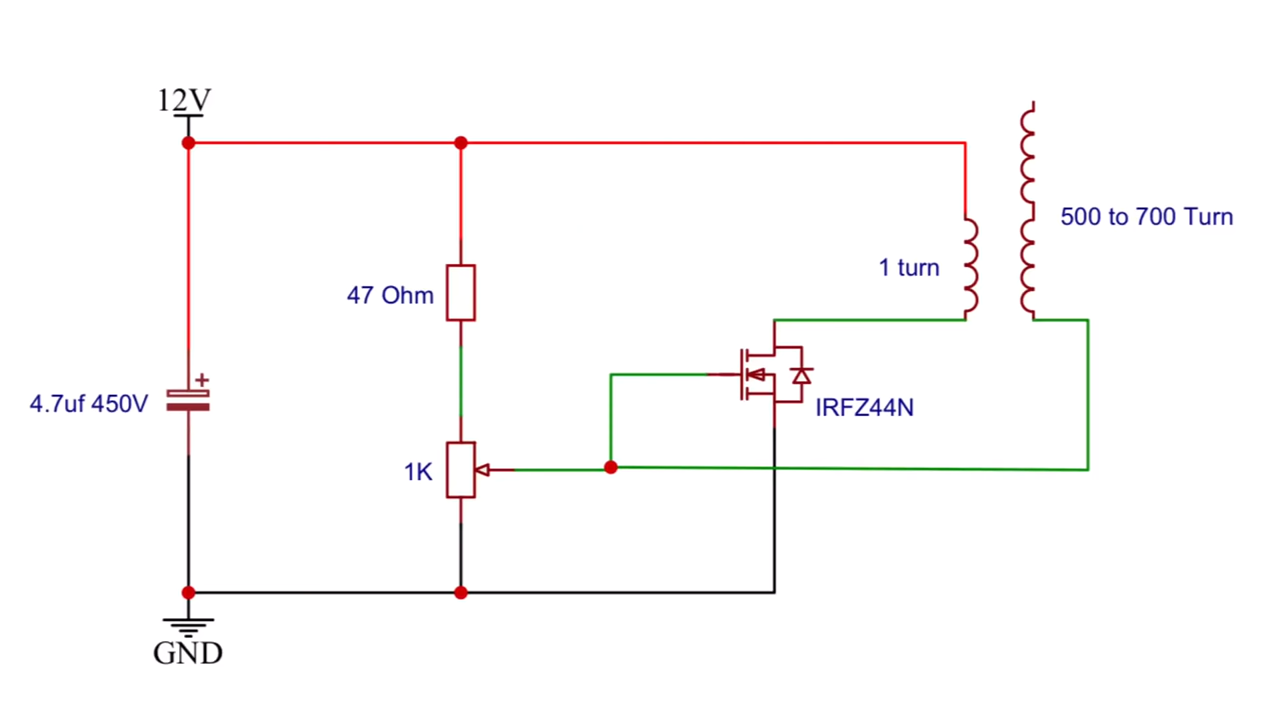 12V
500 to 700 Turn
1 turn
47 Ohm
+
4.7uf 450V
IRFZ44N
1K
GND